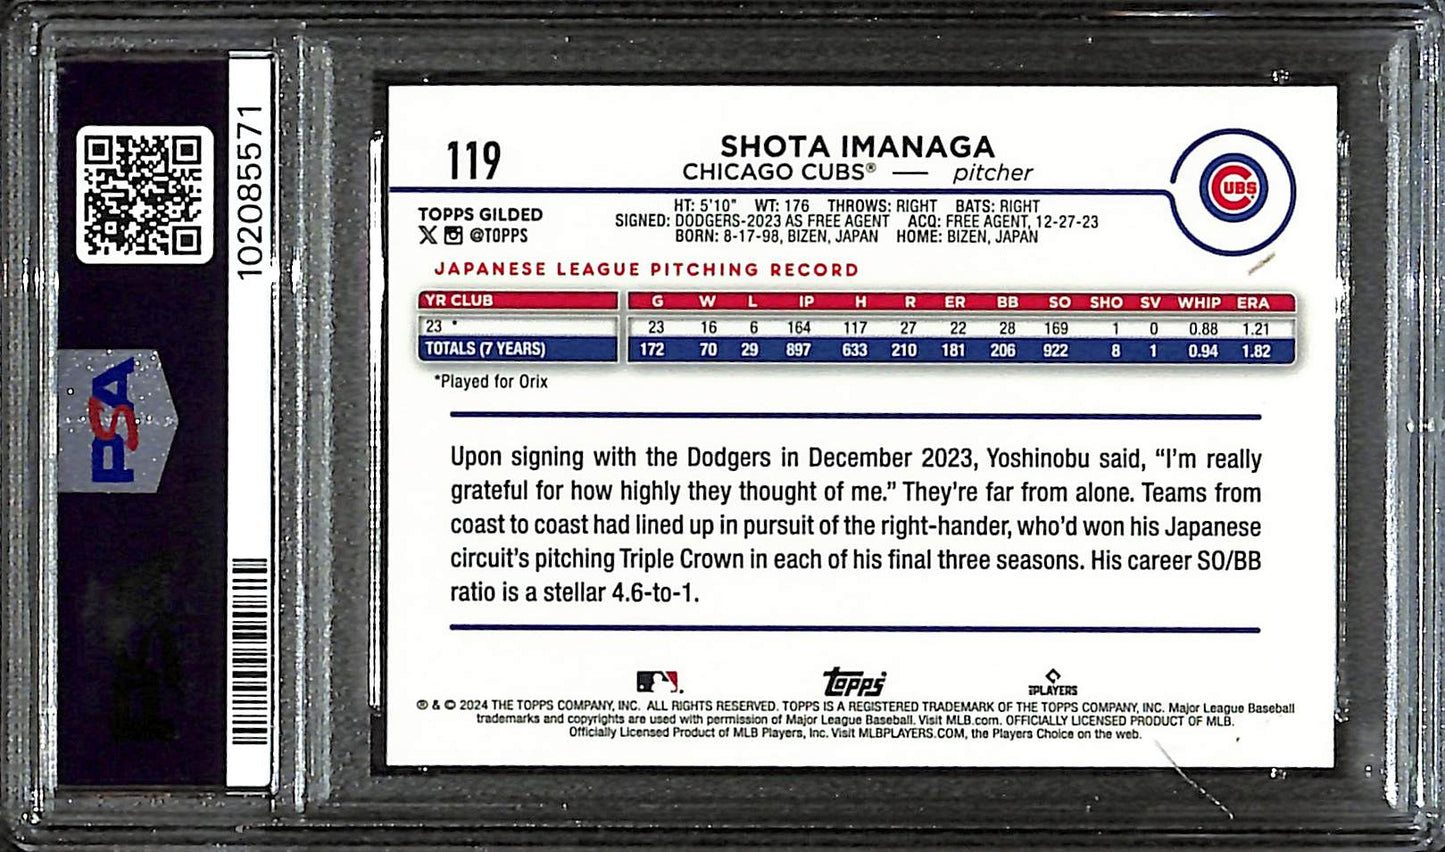 102085571
PSA
119
SHOTA IMANAGA
CHICAGO CUBS® — pitcher
CUBS
TOPPS GILDED
X @TOPPS
HT: 5'10" WT: 176 THROWS: RIGHT BATS: RIGHT
SIGNED: DODGERS-2023 AS FREE AGENT ACQ: FREE AGENT, 12-27-23
BORN: 8-17-98, BIZEN, JAPAN HOME: BIZEN, JAPAN
JAPANESE LEAGUE PITCHING RECORD
YR CLUB G W L IP H R ER BB SO SHO SV WHIP ERA
23 * 23 16 6 164 117 27 22 28 169 1 0 0.88 1.21
TOTALS (7 YEARS) 172 70 29 897 633 210 181 206 922 8 1 0.94 1.82
*Played for Orix
Upon signing with the Dodgers in December 2023, Yoshinobu said, “I'm really
grateful for how highly they thought of me.” They're far from alone. Teams from
coast to coast had lined up in pursuit of the right-hander, who'd won his Japanese
circuit's pitching Triple Crown in each of his final three seasons. His career SO/BB
ratio is a stellar 4.6-to-1.
Topps
PLAYERS
® & © 2024 THE TOPPS COMPANY, INC. ALL RIGHTS RESERVED. TOPPS IS A REGISTERED TRADEMARK OF THE TOPPS COMPANY, INC. Major League Baseball
trademarks and copyrights are used with permission of Major League Baseball. Visit MLB.com. OFFICIALLY LICENSED PRODUCT OF MLB.
Officially Licensed Product of MLB Players, Inc. Visit MLBPLAYERS.COM, the Players Choice on the web.